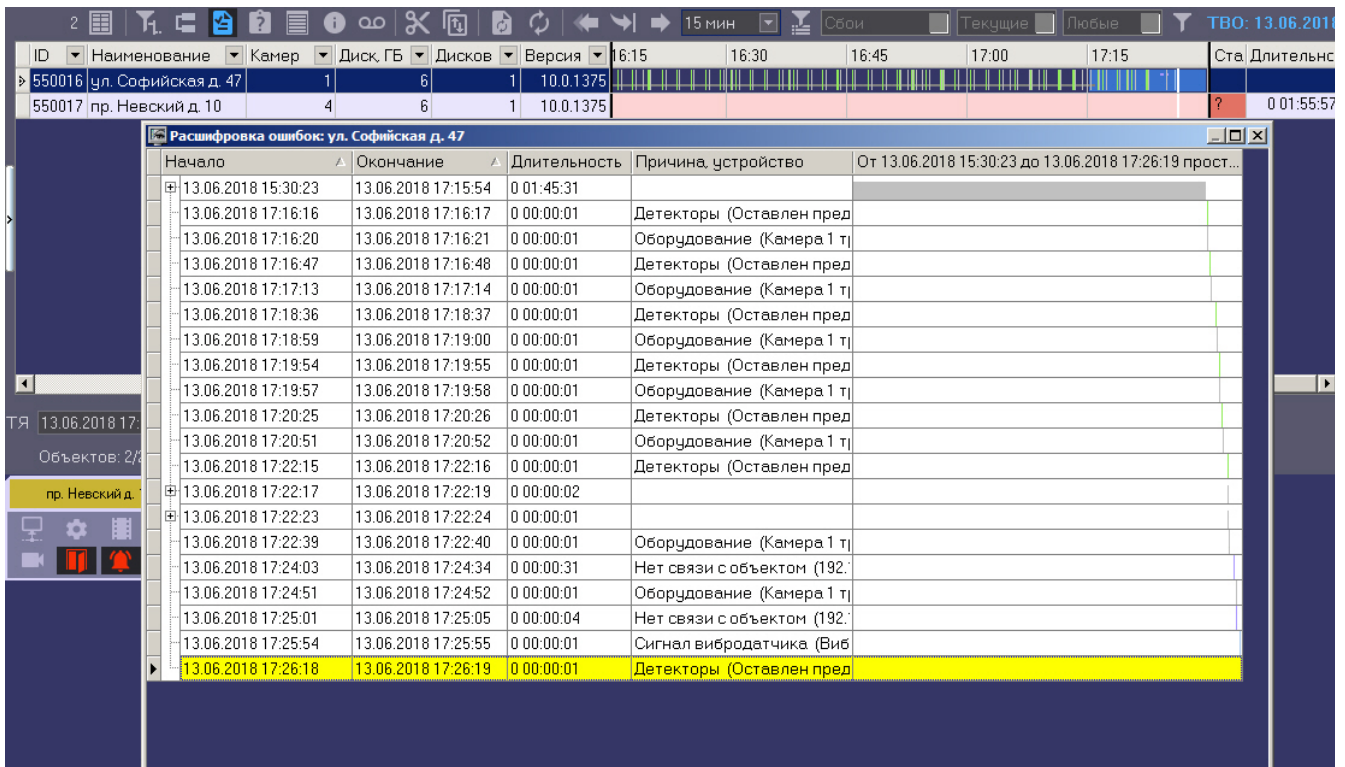 2 15 мин Сбои Текущие Любые ТВО: 13.06.201
ID Наименование Камер Диск, ГБ Дисков Версия 16:15 16:30 16:45 17:00 17:15 Ста Длительнс
550016 ул. Софийская д. 47 1 6 1 10.0.1375
550017 пр. Невский д. 10 4 6 1 10.0.1375 ? 0 01:55:57
Расшифровка ошибок: ул. Софийская д. 47
Начало Окончание Длительность Причина, устройство От 13.06.2018 15:30:23 до 13.06.2018 17:26:19 прост...
13.06.2018 15:30:23 13.06.2018 17:15:54 0 01:45:31
13.06.2018 17:16:16 13.06.2018 17:16:17 0 00:00:01 Детекторы (Оставлен пред
13.06.2018 17:16:20 13.06.2018 17:16:21 0 00:00:01 Оборудование (Камера 1 тр
13.06.2018 17:16:47 13.06.2018 17:16:48 0 00:00:01 Детекторы (Оставлен пред
13.06.2018 17:17:13 13.06.2018 17:17:14 0 00:00:01 Оборудование (Камера 1 тр
13.06.2018 17:18:36 13.06.2018 17:18:37 0 00:00:01 Детекторы (Оставлен пред
13.06.2018 17:18:59 13.06.2018 17:19:00 0 00:00:01 Оборудование (Камера 1 тр
13.06.2018 17:19:54 13.06.2018 17:19:55 0 00:00:01 Детекторы (Оставлен пред
13.06.2018 17:19:57 13.06.2018 17:19:58 0 00:00:01 Оборудование (Камера 1 тр
13.06.2018 17:20:25 13.06.2018 17:20:26 0 00:00:01 Детекторы (Оставлен пред
13.06.2018 17:20:51 13.06.2018 17:20:52 0 00:00:01 Оборудование (Камера 1 тр
13.06.2018 17:22:15 13.06.2018 17:22:16 0 00:00:01 Детекторы (Оставлен пред
13.06.2018 17:22:17 13.06.2018 17:22:19 0 00:00:02
13.06.2018 17:22:23 13.06.2018 17:22:24 0 00:00:01
13.06.2018 17:22:39 13.06.2018 17:22:40 0 00:00:01 Оборудование (Камера 1 тр
13.06.2018 17:24:03 13.06.2018 17:24:34 0 00:00:31 Нет связи с объектом (192.
13.06.2018 17:24:51 13.06.2018 17:24:52 0 00:00:01 Оборудование (Камера 1 тр
13.06.2018 17:25:01 13.06.2018 17:25:05 0 00:00:04 Нет связи с объектом (192.
13.06.2018 17:25:54 13.06.2018 17:25:55 0 00:00:01 Сигнал вибродатчика (Виб
13.06.2018 17:26:18 13.06.2018 17:26:19 0 00:00:01 Детекторы (Оставлен пред
ТЯ 13.06.2018 17:
Объектов: 2/2
пр. Невский д.